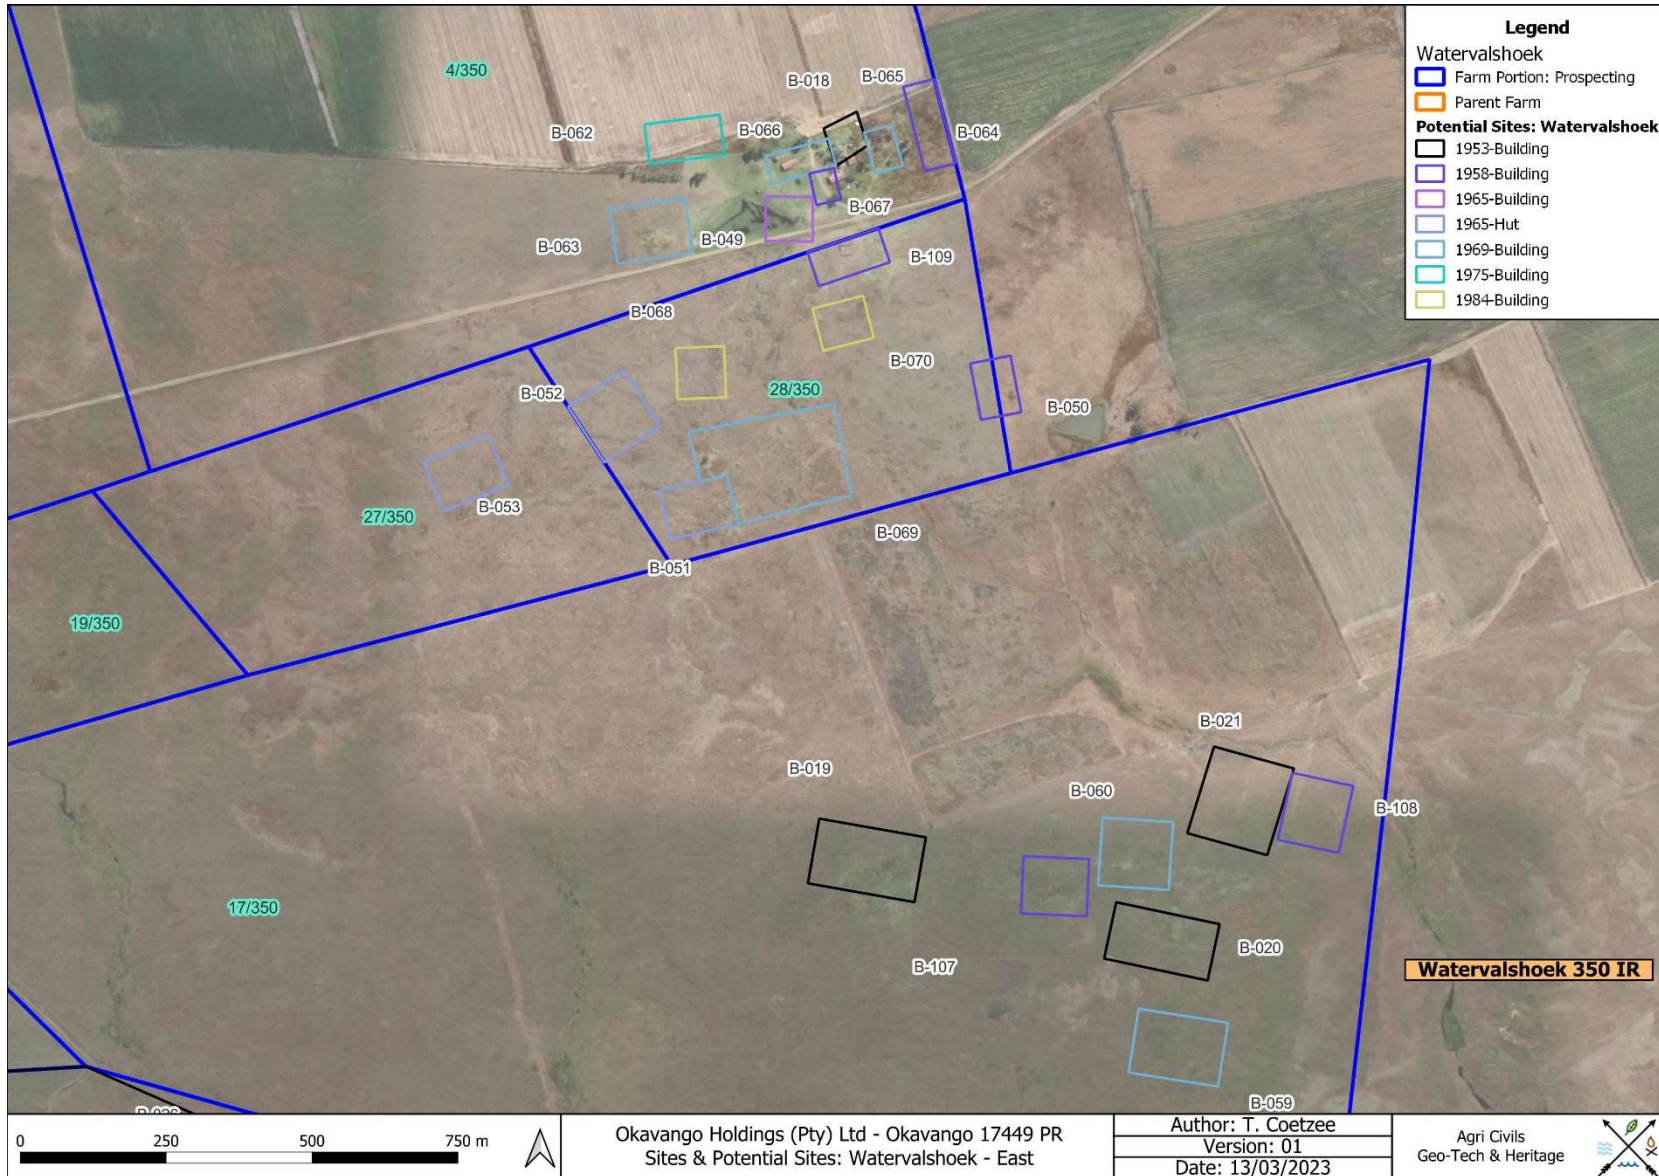 Legend
Watervalshoek
Farm Portion: Prospecting
Parent Farm
Potential Sites: Watervalshoek
1953-Building
1958-Building
1965-Building
1965-Hut
1969-Building
1975-Building
1984-Building
4/350
B-018
B-065
B-062
B-066
B-064
B-067
B-063
B-049
B-109
B-068
B-070
B-052
28/350
B-050
B-053
27/350
B-069
B-051
19/350
B-021
B-019
B-060
B-108
17/350
B-020
B-107
Watervalshoek 350 IR
B-059
0 250 500 750 m
Okavango Holdings (Pty) Ltd - Okavango 17449 PR
Sites & Potential Sites: Watervalshoek - East
Author: T. Coetzee
Version: 01
Date: 13/03/2023
Agri Civils
Geo-Tech & Heritage